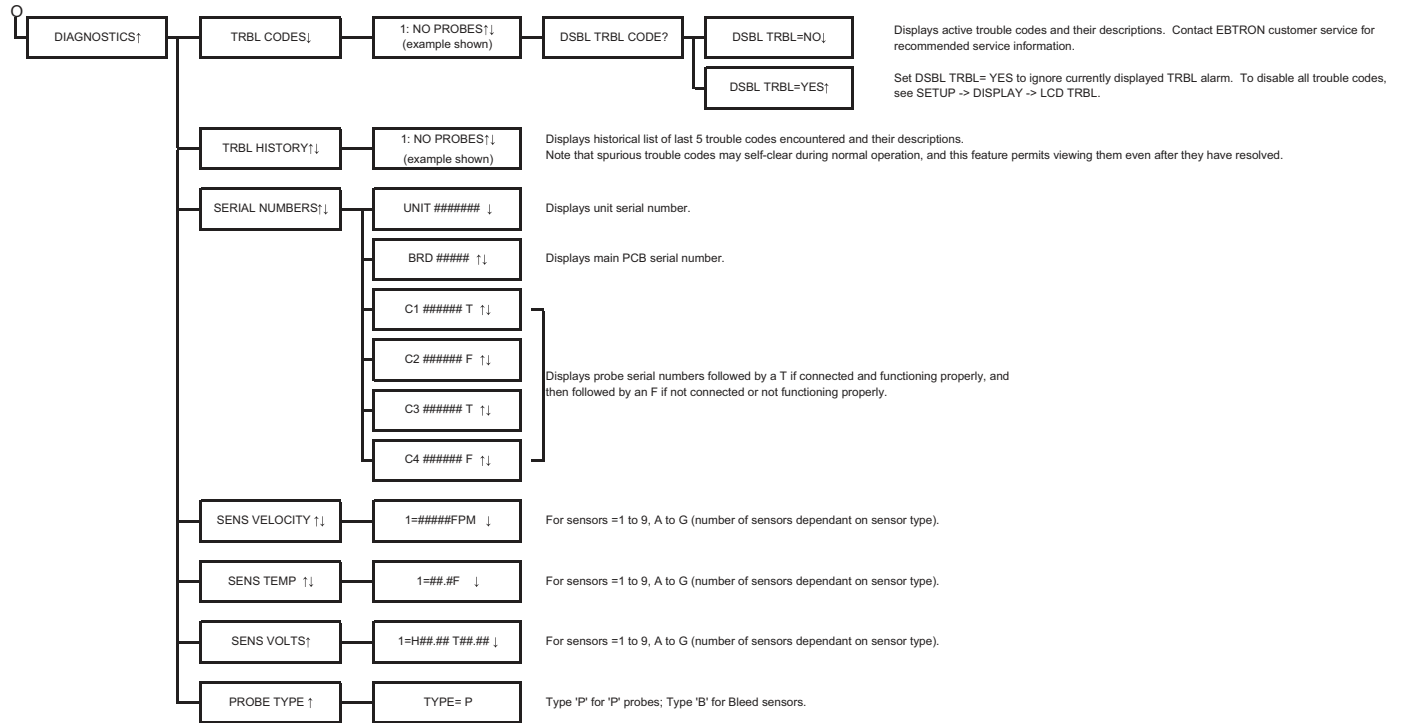 O
DIAGNOSTICS↑
TRBL CODES↓
1: NO PROBES↑↓
(example shown)
DSBL TRBL CODE?
DSBL TRBL=NO↓
Displays active trouble codes and their descriptions. Contact EBTRON customer service for
recommended service information.
DSBL TRBL=YES↑
Set DSBL TRBL= YES to ignore currently displayed TRBL alarm. To disable all trouble codes,
see SETUP -> DISPLAY -> LCD TRBL.
TRBL HISTORY↑↓
1: NO PROBES↑↓
(example shown)
Displays historical list of last 5 trouble codes encountered and their descriptions.
Note that spurious trouble codes may self-clear during normal operation, and this feature permits viewing them even after they have resolved.
SERIAL NUMBERS↑↓
UNIT ####### ↓
Displays unit serial number.
BRD ##### ↑↓
Displays main PCB serial number.
C1 ###### T ↑↓
C2 ###### F ↑↓
Displays probe serial numbers followed by a T if connected and functioning properly, and
then followed by an F if not connected or not functioning properly.
C3 ###### T ↑↓
C4 ###### F ↑↓
SENS VELOCITY ↑↓
1=#####FPM ↓
For sensors =1 to 9, A to G (number of sensors dependant on sensor type).
SENS TEMP ↑↓
1=##.#F ↓
For sensors =1 to 9, A to G (number of sensors dependant on sensor type).
SENS VOLTS↑
1=H##.## T##.## ↓
For sensors =1 to 9, A to G (number of sensors dependant on sensor type).
PROBE TYPE ↑
TYPE= P
Type 'P' for 'P' probes; Type 'B' for Bleed sensors.